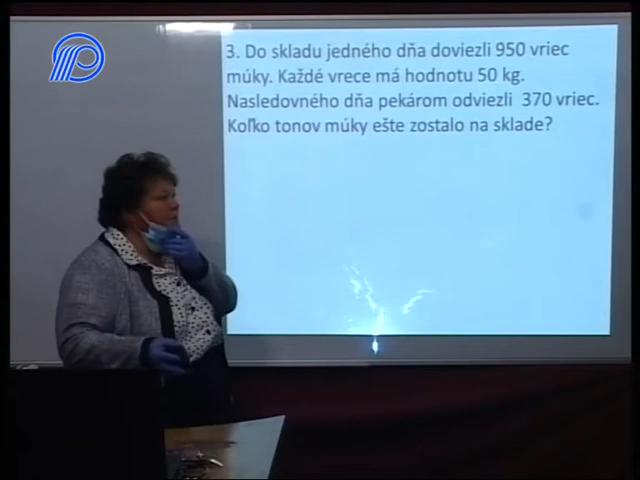 3. Do skladu jedného dňa doviezli 950 vriec
múky. Každé vrece má hodnotu 50 kg.
Nasledovného dňa pekárom odviezli 370 vriec.
Koľko tonov múky ešte zostalo na sklade?